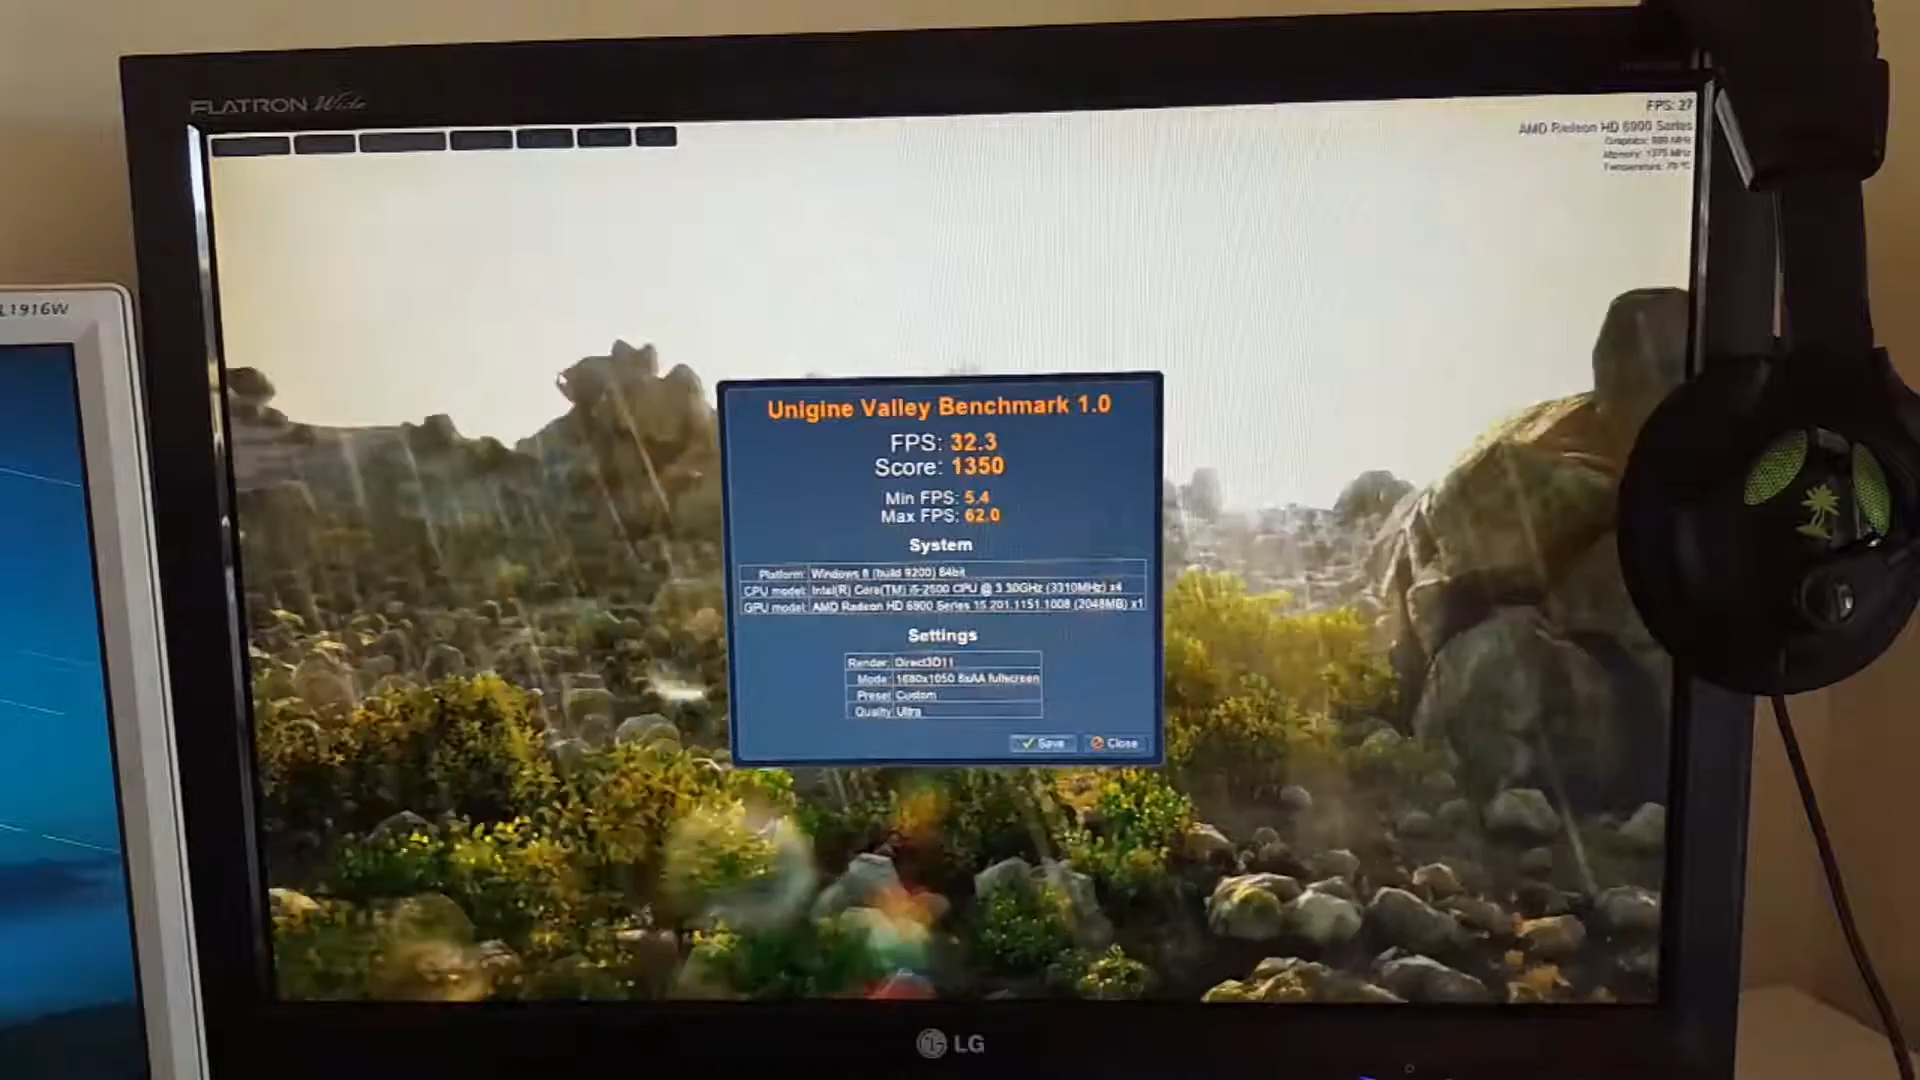 FLATRON Wide
FPS: 27
AMD Radeon HD 6900 Series
L1916W
Unigine Valley Benchmark 1.0
FPS: 32.3
Score: 1350
Min FPS: 5.4
Max FPS: 62.0
System
Platform: Windows 8 (build 9200) 64bit
CPU model: Intel(R) Core(TM) i5-2500 CPU @ 3.30GHz (3310MHz) x4
GPU model: AMD Radeon HD 6900 Series 15.201.1151.1008 (2048MB) x1
Settings
Render: Direct3D11
Mode: 1680x1050 8xAA fullscreen
Preset Custom
Quality Ultra
Save Close
LG